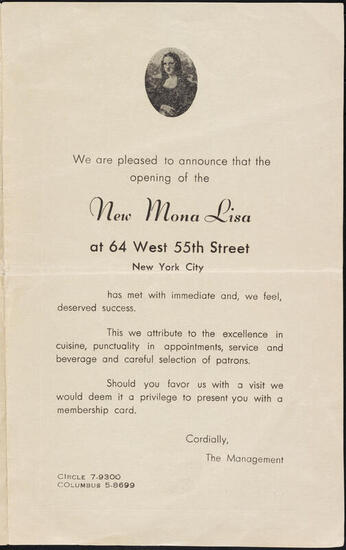 We are pleased to announce that the
opening of the
New Mona Lisa
at 64 West 55th Street
New York City
has met with immediate and, we feel,
deserved success.
This we attribute to the excellence in
cuisine, punctuality in appointments, service and
beverage and careful selection of patrons.
Should you favor us with a visit we
would deem it a privilege to present you with a
membership card.
Cordially,
The Management
CIRCLE 7-9300
COLUMBUS 5-8699